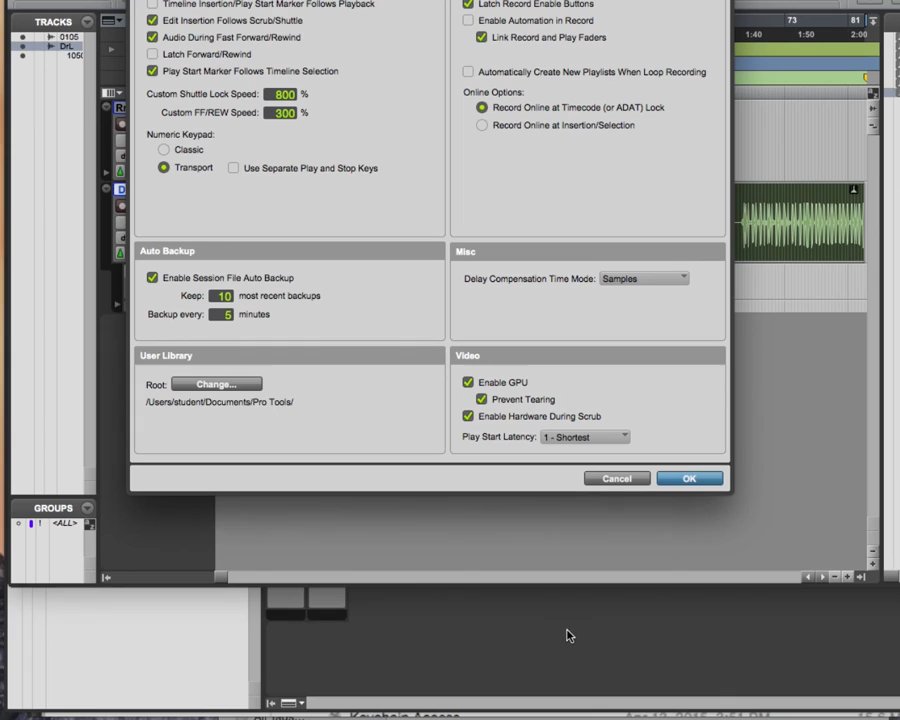 TRACKS
0105
DrL
105C
Timeline Insertion/Play Start Marker Follows Playback
Edit Insertion Follows Scrub/Shuttle
Audio During Fast Forward/Rewind
Latch Forward/Rewind
Play Start Marker Follows Timeline Selection
Custom Shuttle Lock Speed: 800 %
Custom FF/REW Speed: 300 %
Numeric Keypad:
Classic
Transport
Use Separate Play and Stop Keys
Latch Record Enable Buttons
Enable Automation in Record
Link Record and Play Faders
Automatically Create New Playlists When Loop Recording
Online Options:
Record Online at Timecode (or ADAT) Lock
Record Online at Insertion/Selection
73 81
1:40 1:50 2:00
Auto Backup
Enable Session File Auto Backup
Keep: 10 most recent backups
Backup every: 5 minutes
Misc
Delay Compensation Time Mode: Samples
User Library
Root: Change...
/Users/student/Documents/Pro Tools/
Video
Enable GPU
Prevent Tearing
Enable Hardware During Scrub
Play Start Latency: 1 - Shortest
Cancel OK
GROUPS
! <ALL>
Keychain Access